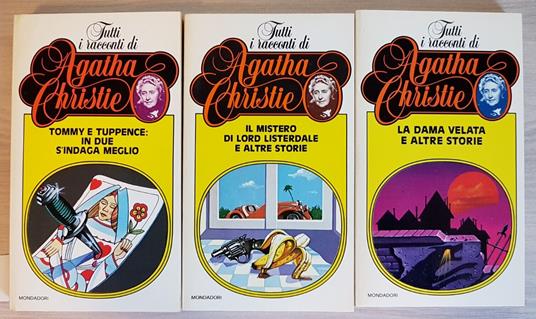 Tutti
i racconti di
Agatha
Christie
TOMMY E TUPPENCE:
IN DUE
S'INDAGA MEGLIO
MONDADORI
Tutti
i racconti di
Agatha
Christie
IL MISTERO
DI LORD LISTERDALE
E ALTRE STORIE
MONDADORI
Tutti
i racconti di
Agatha
Christie
LA DAMA VELATA
E ALTRE STORIE
MONDADORI